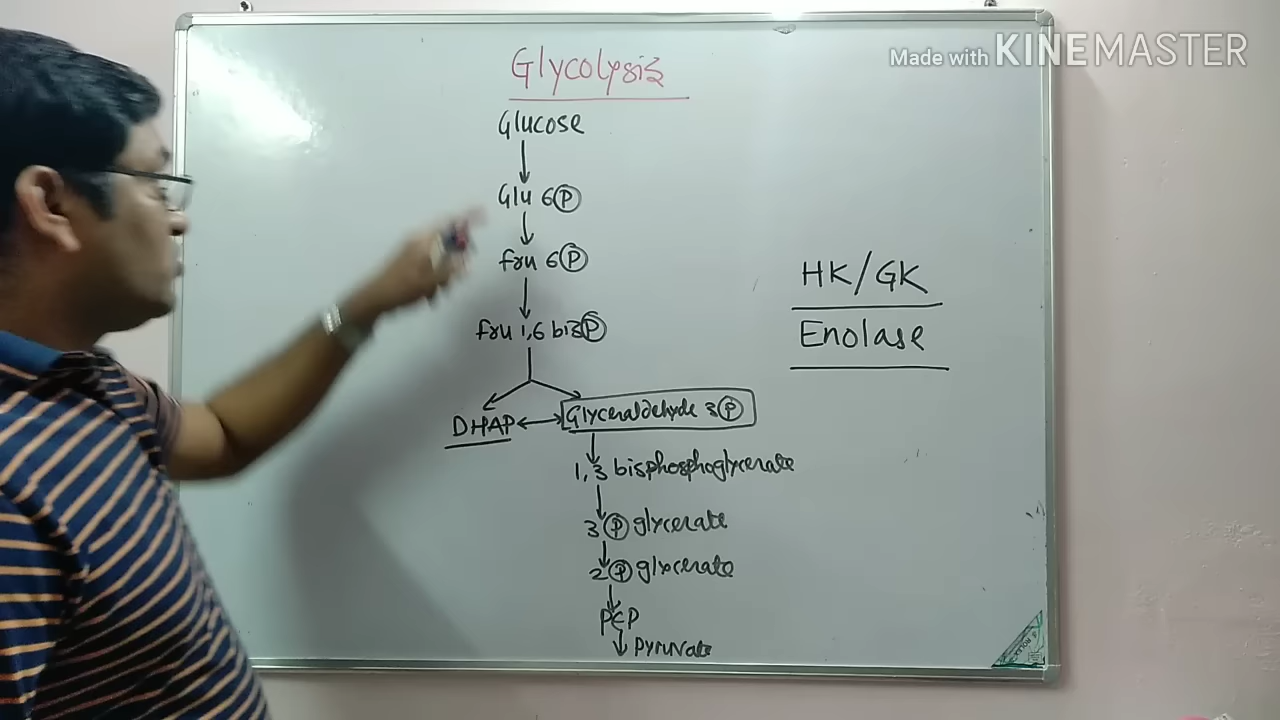 Made with KINEMASTER
Glycolysis
Glucose
Glu 6 P
fru 6 P
fru 1,6 bis P
DHAP
Glyceraldehyde 3 P
1,3 bisphosphoglycerate
3 P glycerate
2 P glycerate
PEP
Pyruvate
HK/GK
Enolase